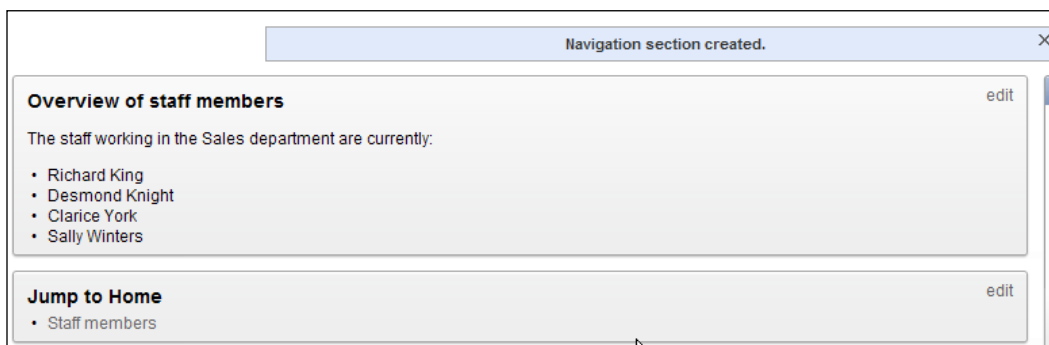 Navigation section created.
Overview of staff members
edit
The staff working in the Sales department are currently:
• Richard King
• Desmond Knight
• Clarice York
• Sally Winters
Jump to Home
edit
• Staff members